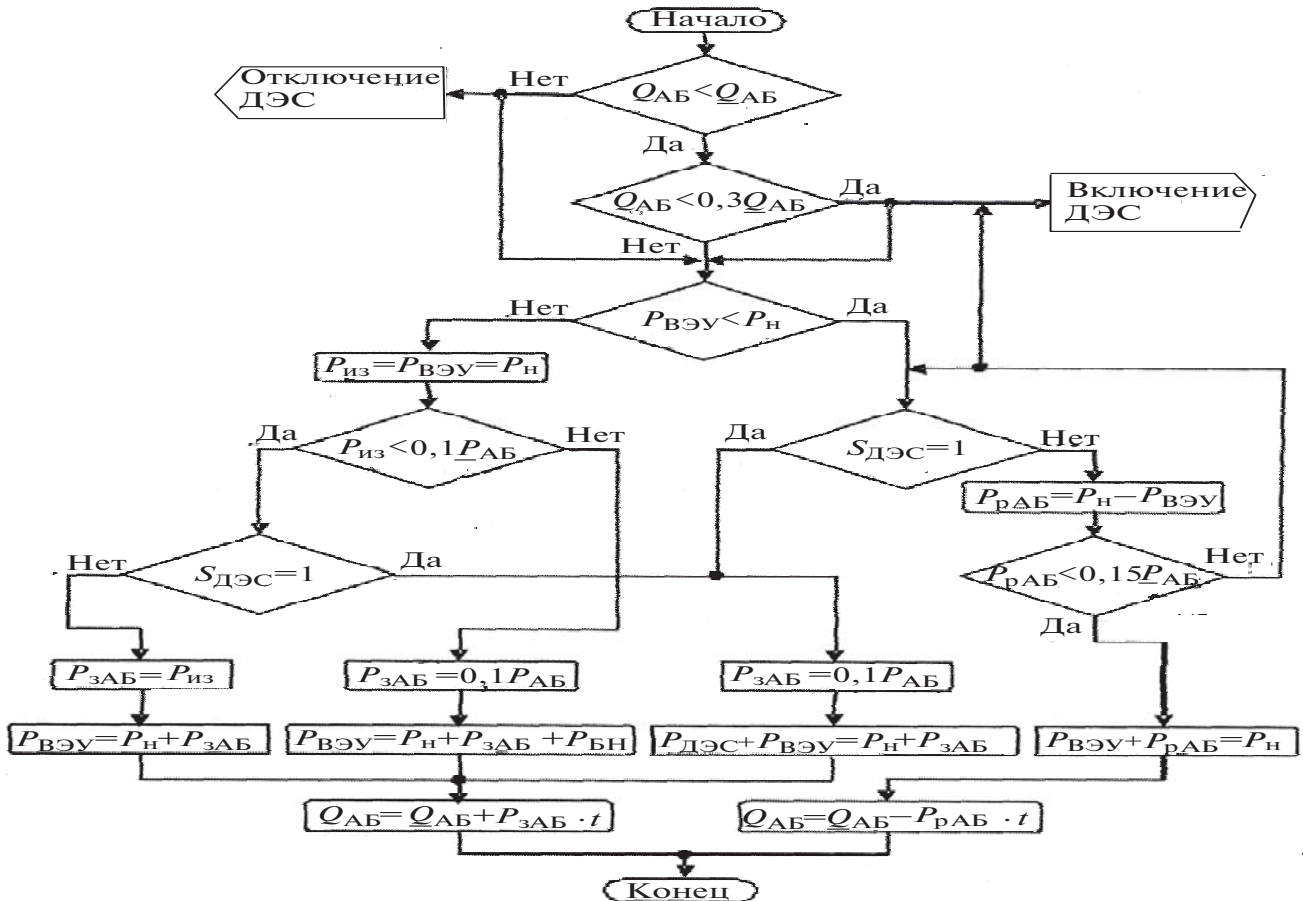 Начало
Отключение
ДЭС
Нет
QАБ<QАБ
Да
QАБ<0,3QАБ
Да
Включение
ДЭС
Нет
Нет
PВЭУ<Pн
Да
Pиз=PВЭУ=Pн
Да
Pиз<0,1PАБ
Нет
Да
SДЭС=1
Нет
PрАБ=Pн−PВЭУ
Нет
SДЭС=1
Да
PрАБ<0,15PАБ
Нет
Да
PзАБ=Pиз
PзАБ=0,1PАБ
PзАБ=0,1PАБ
PВЭУ=Pн+PзАБ
PВЭУ=Pн+PзАБ+PБН
PДЭС+PВЭУ=Pн+PзАБ
PВЭУ+PрАБ=Pн
QАБ=QАБ+PзАБ·t
QАБ=QАБ−PрАБ·t
Конец